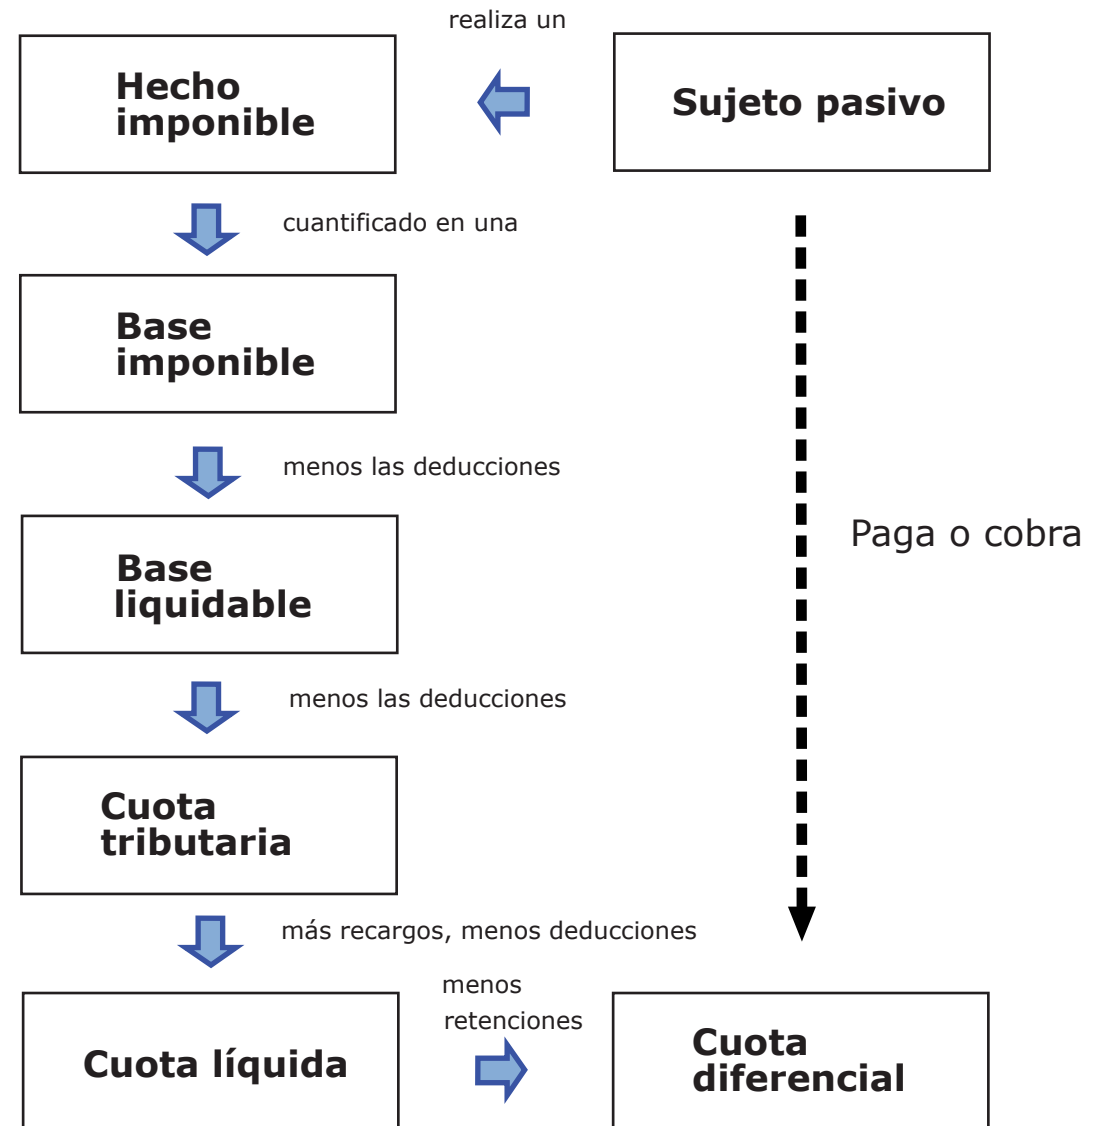 realiza un
Hecho
imponible
Sujeto pasivo
cuantificado en una
Base
imponible
menos las deducciones
Paga o cobra
Base
liquidable
menos las deducciones
Cuota
tributaria
más recargos, menos deducciones
menos
retenciones
Cuota líquida
Cuota
diferencial